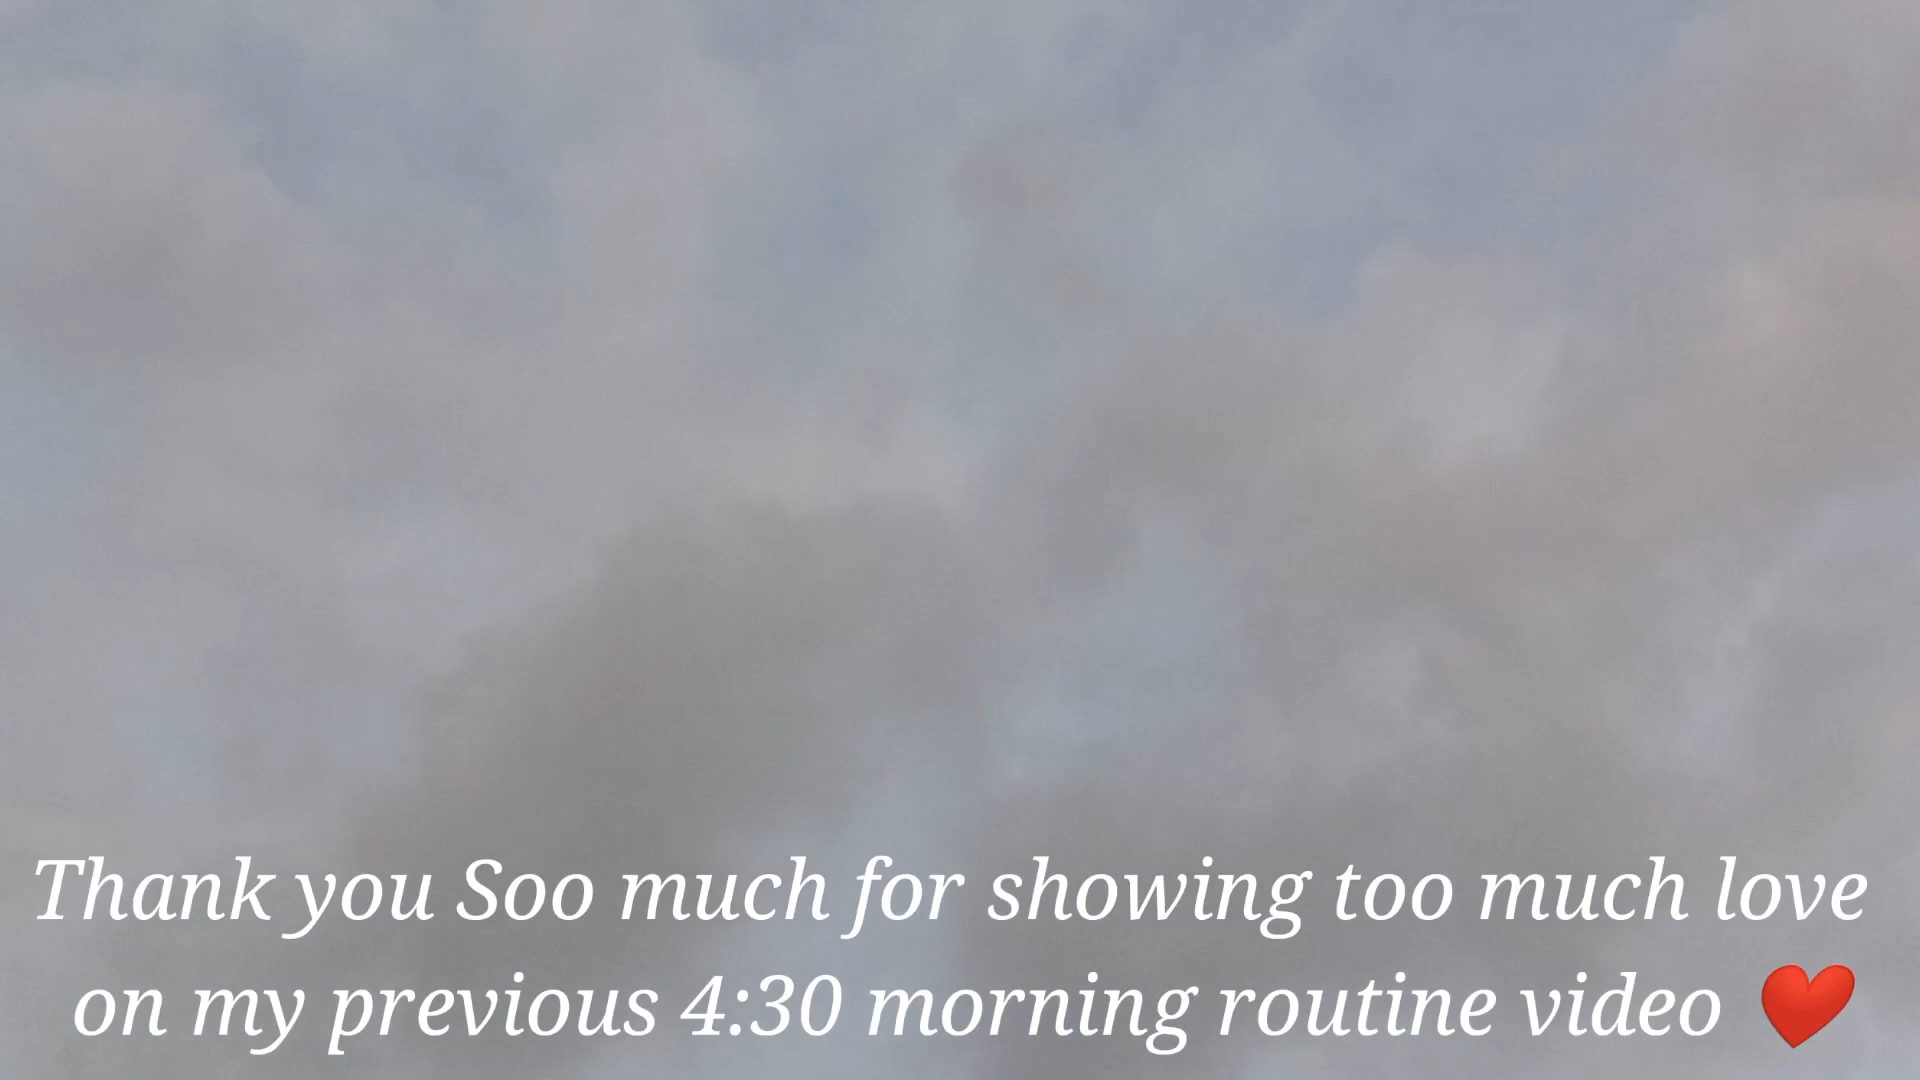 Thank you Soo much for showing too much love
on my previous 4:30 morning routine video ❤️